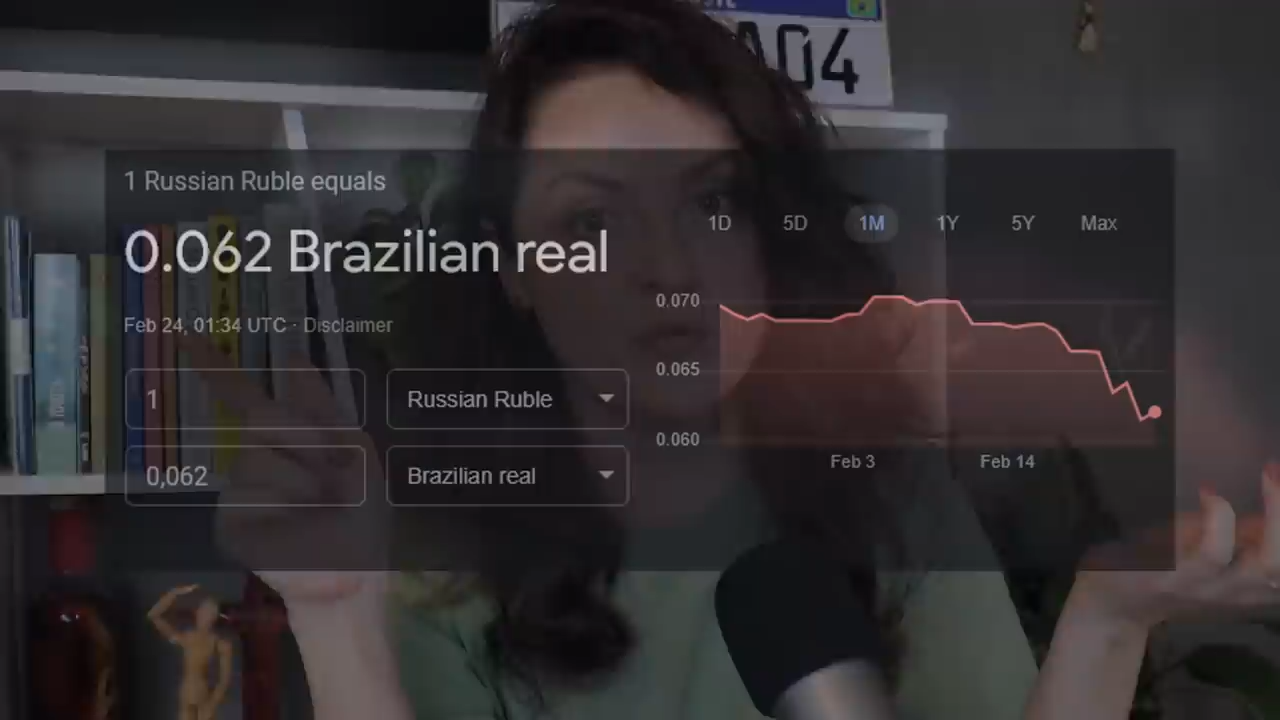 A04
1 Russian Ruble equals
0.062 Brazilian real
Feb 24, 01:34 UTC · Disclaimer
1D 5D 1M 1Y 5Y Max
0.070
0.065
0.060
Feb 3 Feb 14
1 Russian Ruble
0,062 Brazilian real